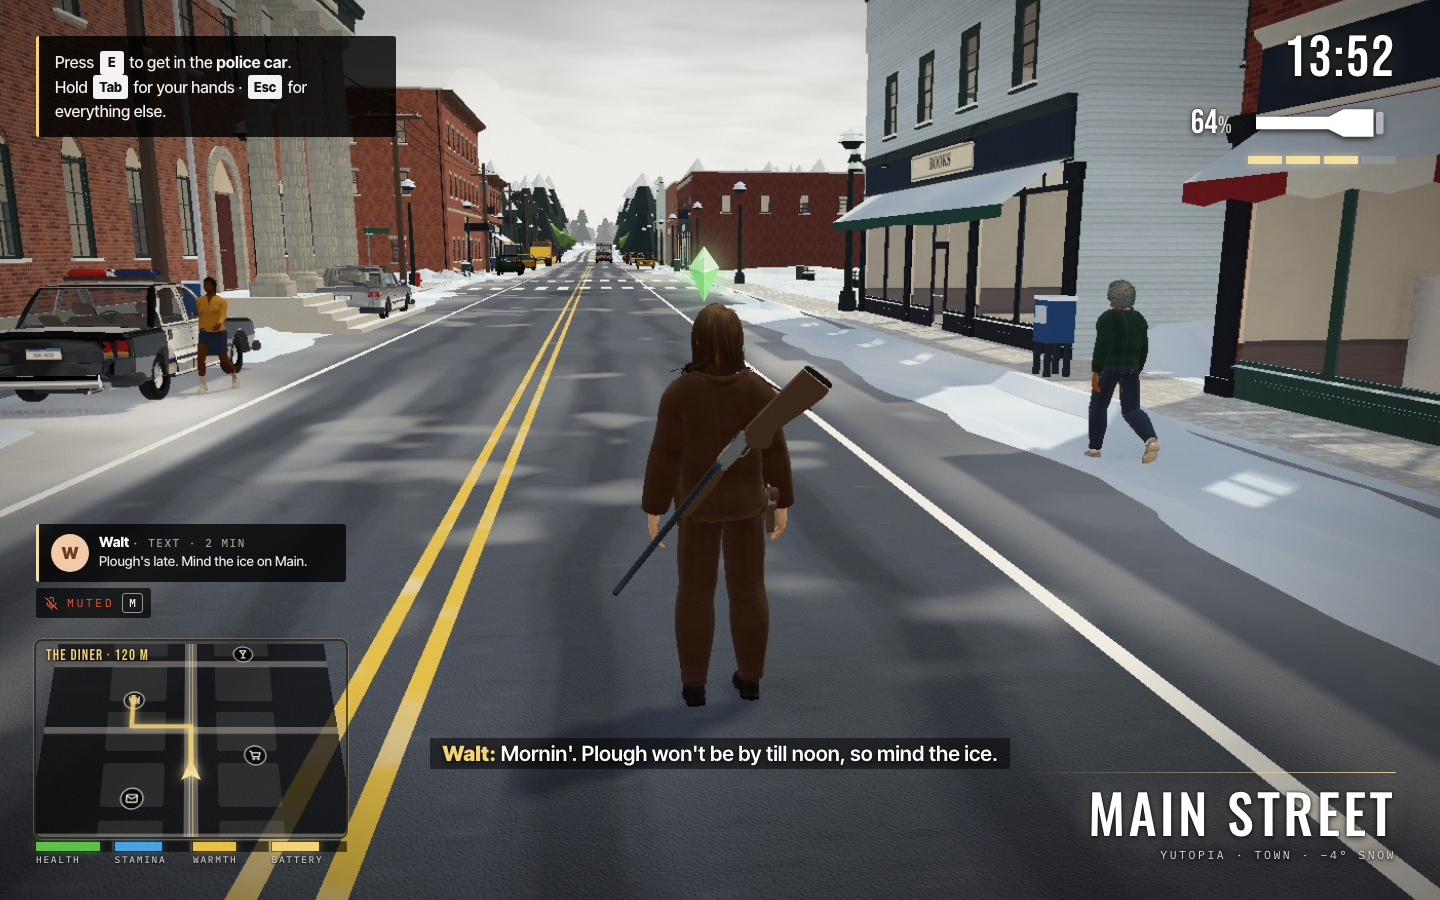 Press E to get in the police car.
Hold Tab for your hands · Esc for
everything else.
13:52
64%
BOOKS
Walt · TEXT · 2 MIN
W
Plough's late. Mind the ice on Main.
MUTED M
THE DINER · 120 M
Walt: Mornin'. Plough won't be by till noon, so mind the ice.
MAIN STREET
YUTOPIA · TOWN · −4° SNOW
HEALTH STAMINA WARMTH BATTERY